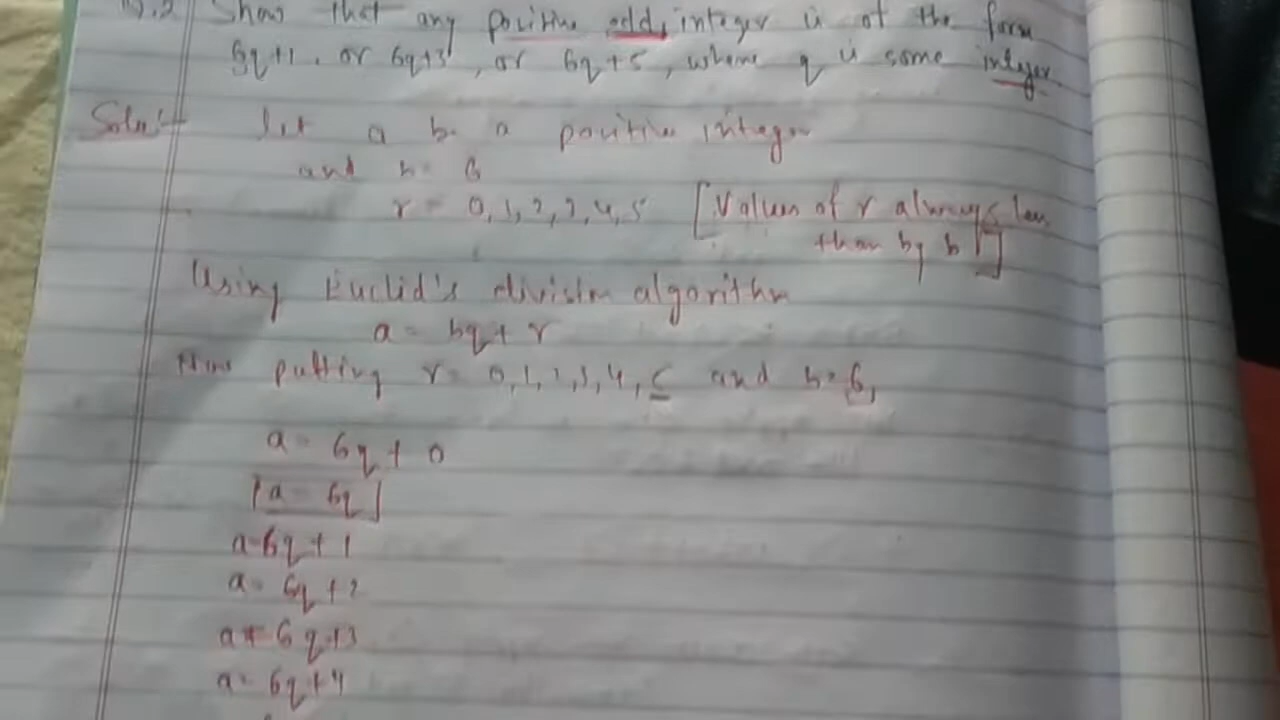 Show that any positive odd integer is of the form
6q+1, or 6q+3, or 6q+5, where q is some integer
Soln:- let a be a positive integer
and b = 6
r = 0, 1, 2, 3, 4, 5 [Values of r always less
than by b]
Using Euclid's division algorithm
a = bq + r
Now putting r = 0, 1, 2, 3, 4, 5 and b = 6,
a = 6q + 0
[a = 6q]
a = 6q + 1
a = 6q + 2
a = 6q + 3
a = 6q + 4